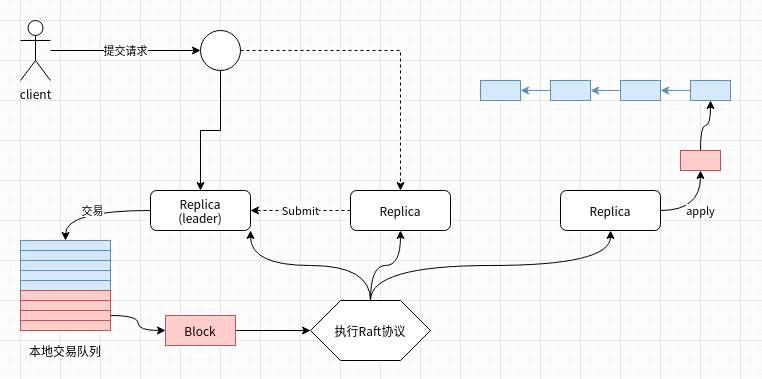 提交请求
client
Replica
(leader)
Submit
Replica
Replica
apply
交易
Block
执行Raft协议
本地交易队列